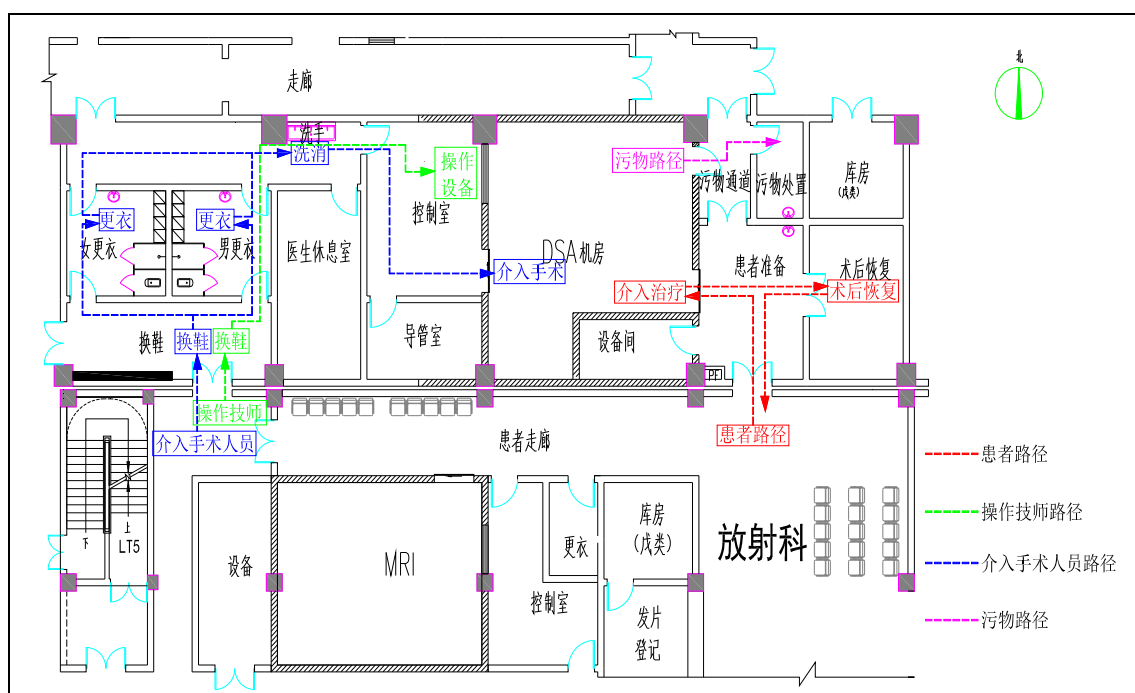 北
走廊
洗手
洗消
操作
设备
污物路径
污物通道
污物处置
库房
(戊类)
更衣
更衣
女更衣
男更衣
医生休息室
控制室
DSA机房
介入手术
患者准备
术后恢复
术后恢复
介入治疗
换鞋
换鞋
换鞋
导管室
设备间
PF
操作技师
介入手术人员
患者走廊
患者路径
患者路径
操作技师路径
介入手术人员路径
污物路径
上
下
LT5
设备
MRI
更衣
控制室
库房
(戊类)
发片
登记
放射科